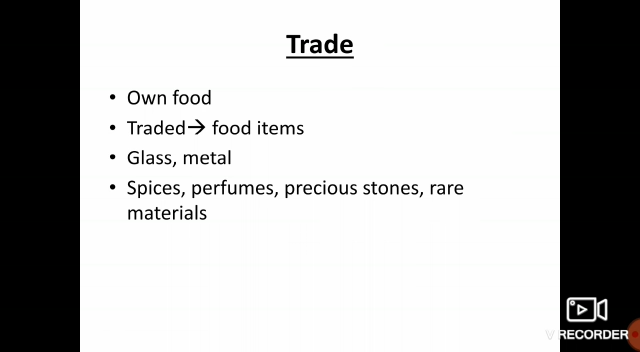 Trade
• Own food
• Traded→ food items
• Glass, metal
• Spices, perfumes, precious stones, rare
materials
V RECORDER